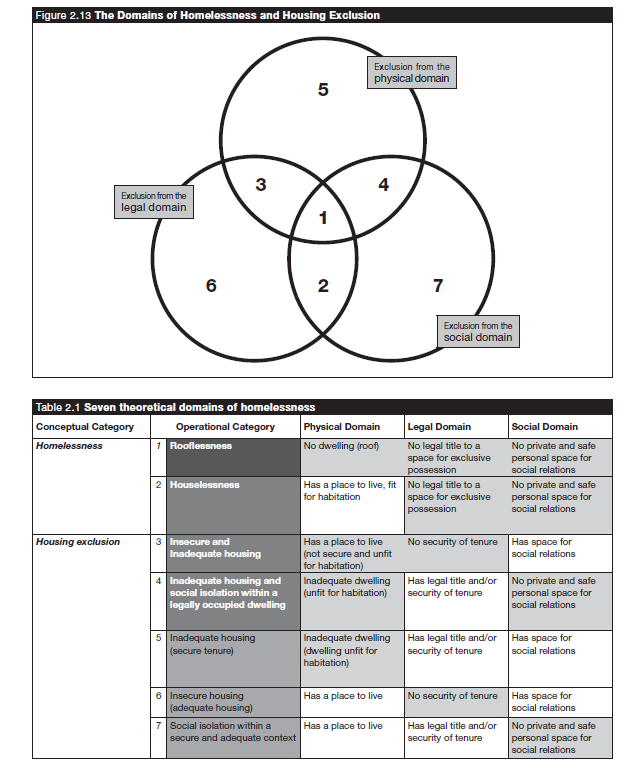 Figure 2.13 The Domains of Homelessness and Housing Exclusion
Exclusion from the
physical domain
5
3
4
Exclusion from the
legal domain
1
6
2
7
Exclusion from the
social domain
Table 2.1 Seven theoretical domains of homelessness
Conceptual Category Operational Category Physical Domain Legal Domain Social Domain
Homelessness 1 Rooflessness No dwelling (roof) No legal title to a No private and safe
space for exclusive personal space for
possession social relations
2 Houselessness Has a place to live, fit No legal title to a No private and safe
for habitation space for exclusive personal space for
possession social relations
Housing exclusion 3 Insecure and Has a place to live No security of tenure Has space for
Inadequate housing (not secure and unfit social relations
for habitation)
4 Inadequate housing and Inadequate dwelling Has legal title and/or No private and safe
social isolation within a (unfit for habitation) security of tenure personal space for
legally occupied dwelling social relations
5 Inadequate housing Inadequate dwelling Has legal title and/or Has space for
(secure tenure) (dwelling unfit for security of tenure social relations
habitation)
6 Insecure housing Has a place to live No security of tenure Has space for
(adequate housing) social relations
7 Social isolation within a Has a place to live Has legal title and/or No private and safe
secure and adequate context security of tenure personal space for
social relations